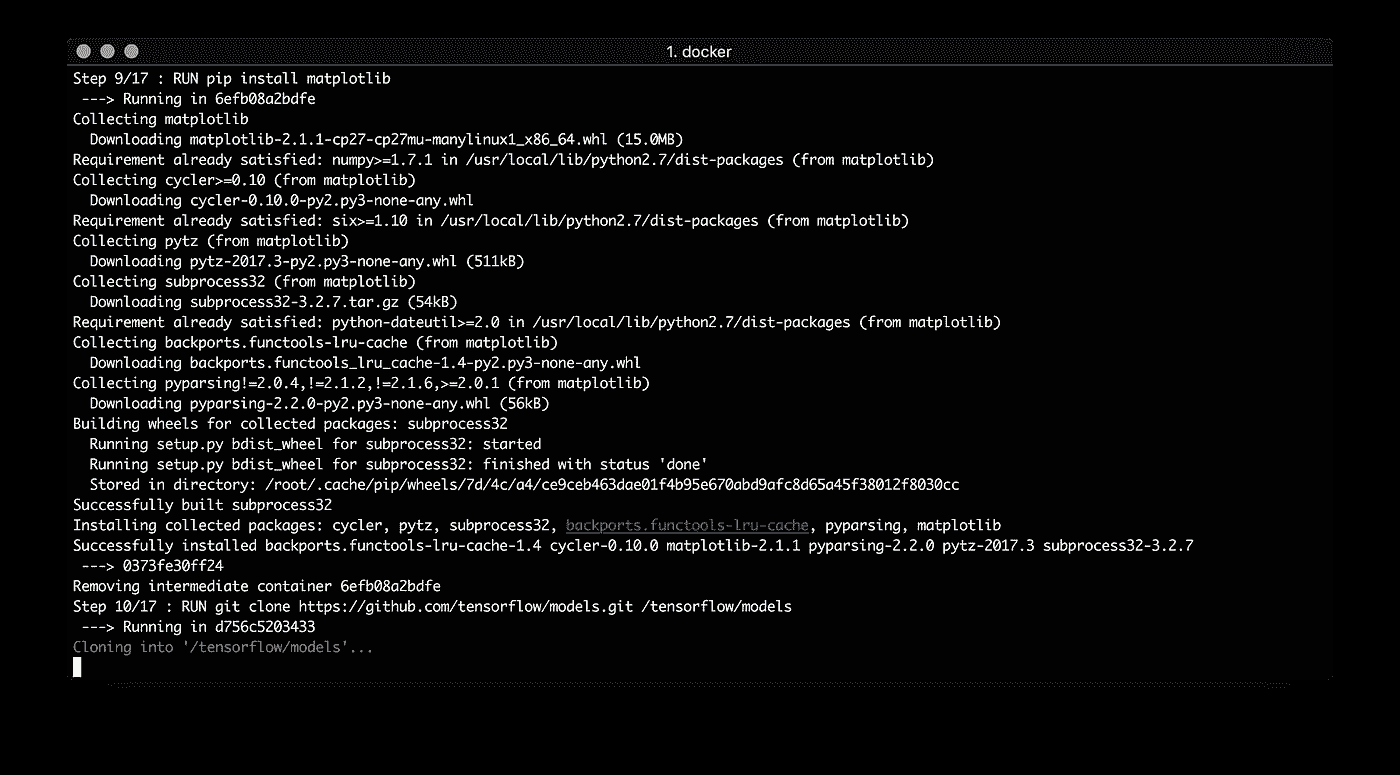 1. docker
Step 9/17 : RUN pip install matplotlib
---> Running in 6efb08a2bdfe
Collecting matplotlib
Downloading matplotlib-2.1.1-cp27-cp27mu-manylinux1_x86_64.whl (15.0MB)
Requirement already satisfied: numpy>=1.7.1 in /usr/local/lib/python2.7/dist-packages (from matplotlib)
Collecting cycler>=0.10 (from matplotlib)
Downloading cycler-0.10.0-py2.py3-none-any.whl
Requirement already satisfied: six>=1.10 in /usr/local/lib/python2.7/dist-packages (from matplotlib)
Collecting pytz (from matplotlib)
Downloading pytz-2017.3-py2.py3-none-any.whl (511kB)
Collecting subprocess32 (from matplotlib)
Downloading subprocess32-3.2.7.tar.gz (54kB)
Requirement already satisfied: python-dateutil>=2.0 in /usr/local/lib/python2.7/dist-packages (from matplotlib)
Collecting backports.functools-lru-cache (from matplotlib)
Downloading backports.functools_lru_cache-1.4-py2.py3-none-any.whl
Collecting pyparsing!=2.0.4,!=2.1.2,!=2.1.6,>=2.0.1 (from matplotlib)
Downloading pyparsing-2.2.0-py2.py3-none-any.whl (56kB)
Building wheels for collected packages: subprocess32
Running setup.py bdist_wheel for subprocess32: started
Running setup.py bdist_wheel for subprocess32: finished with status 'done'
Stored in directory: /root/.cache/pip/wheels/7d/4c/a4/ce9ceb463dae01f4b95e670abd9afc8d65a45f38012f8030cc
Successfully built subprocess32
Installing collected packages: cycler, pytz, subprocess32, backports.functools-lru-cache, pyparsing, matplotlib
Successfully installed backports.functools-lru-cache-1.4 cycler-0.10.0 matplotlib-2.1.1 pyparsing-2.2.0 pytz-2017.3 subprocess32-3.2.7
---> 0373fe30ff24
Removing intermediate container 6efb08a2bdfe
Step 10/17 : RUN git clone https://github.com/tensorflow/models.git /tensorflow/models
---> Running in d756c5203433
Cloning into '/tensorflow/models'...